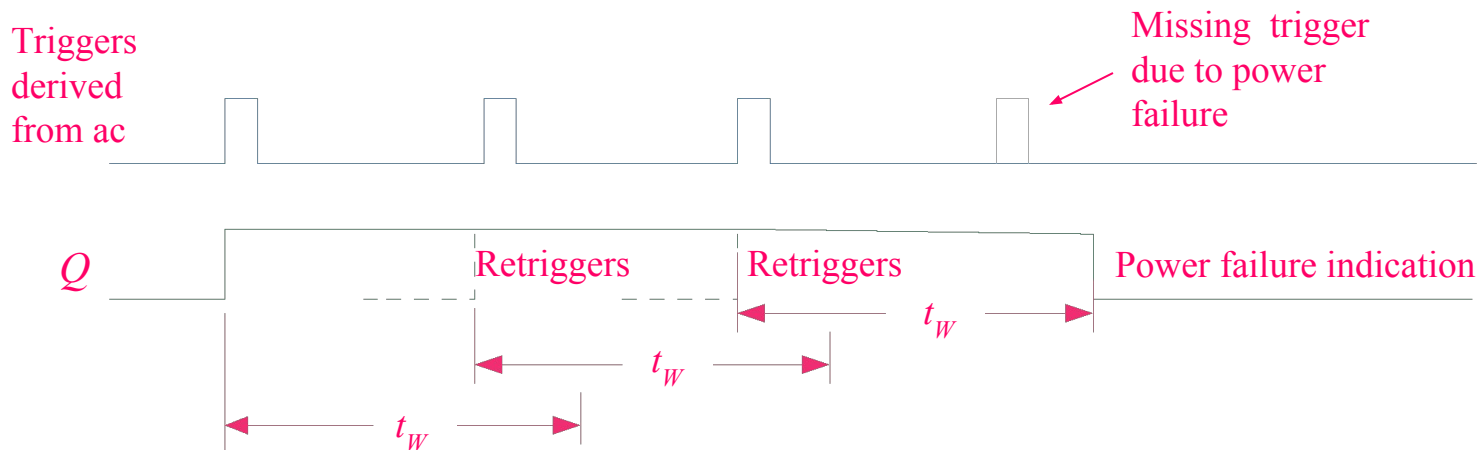 Triggers
derived
from ac
Missing trigger
due to power
failure
Q
Retriggers
Retriggers
Power failure indication
tW
tW
tW